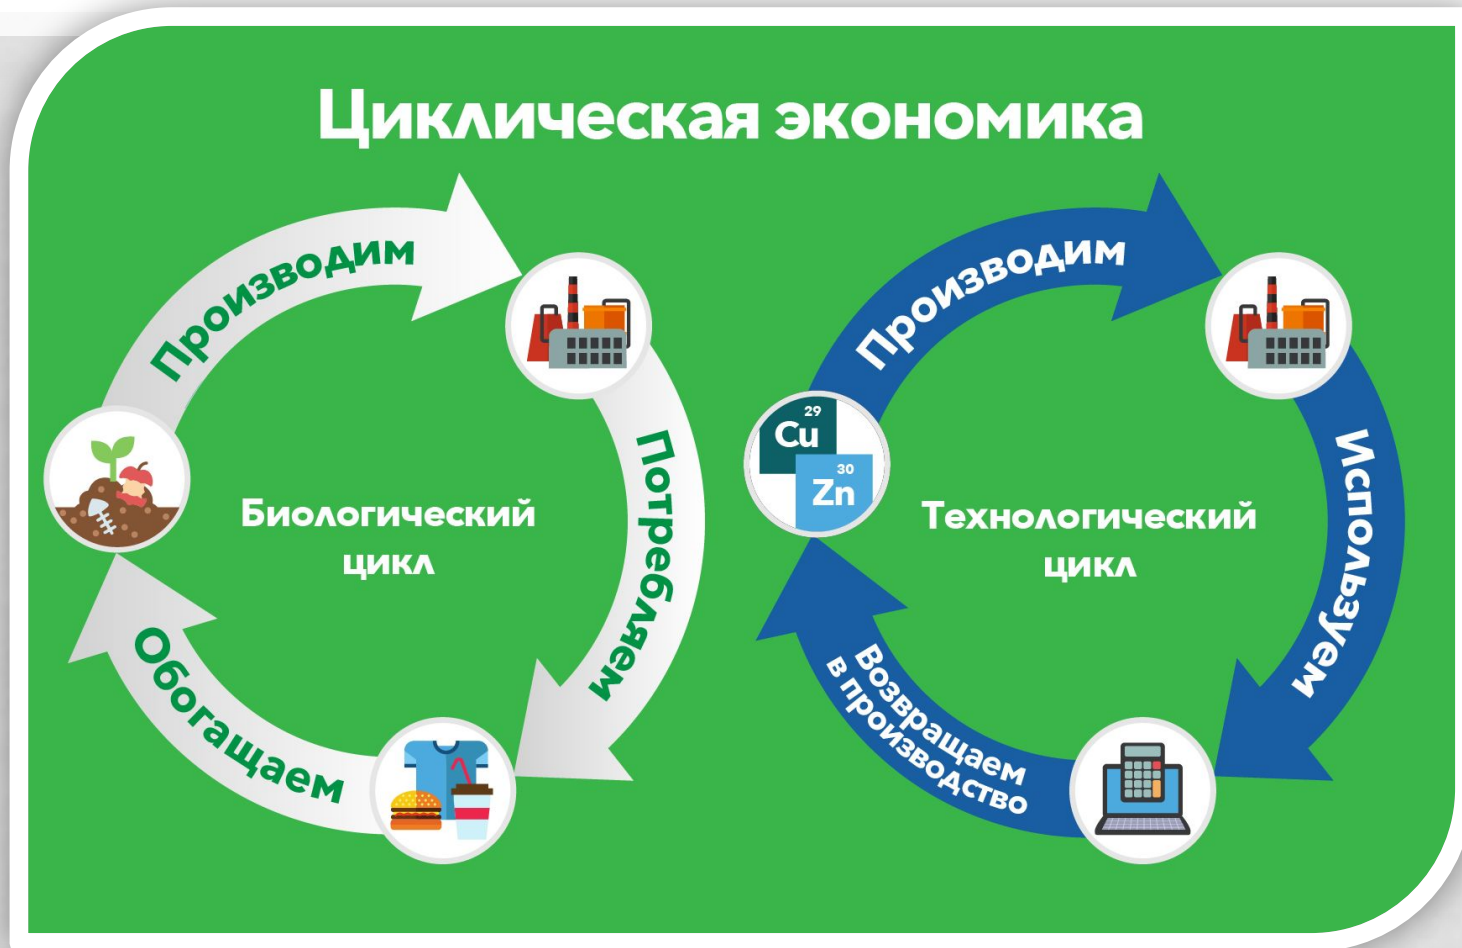 Циклическая экономика
Производим
Потребляем
Обогащаем
Биологический
цикл
Производим
Используем
Возвращаем
в производство
29
Cu
30
Zn
Технологический
цикл